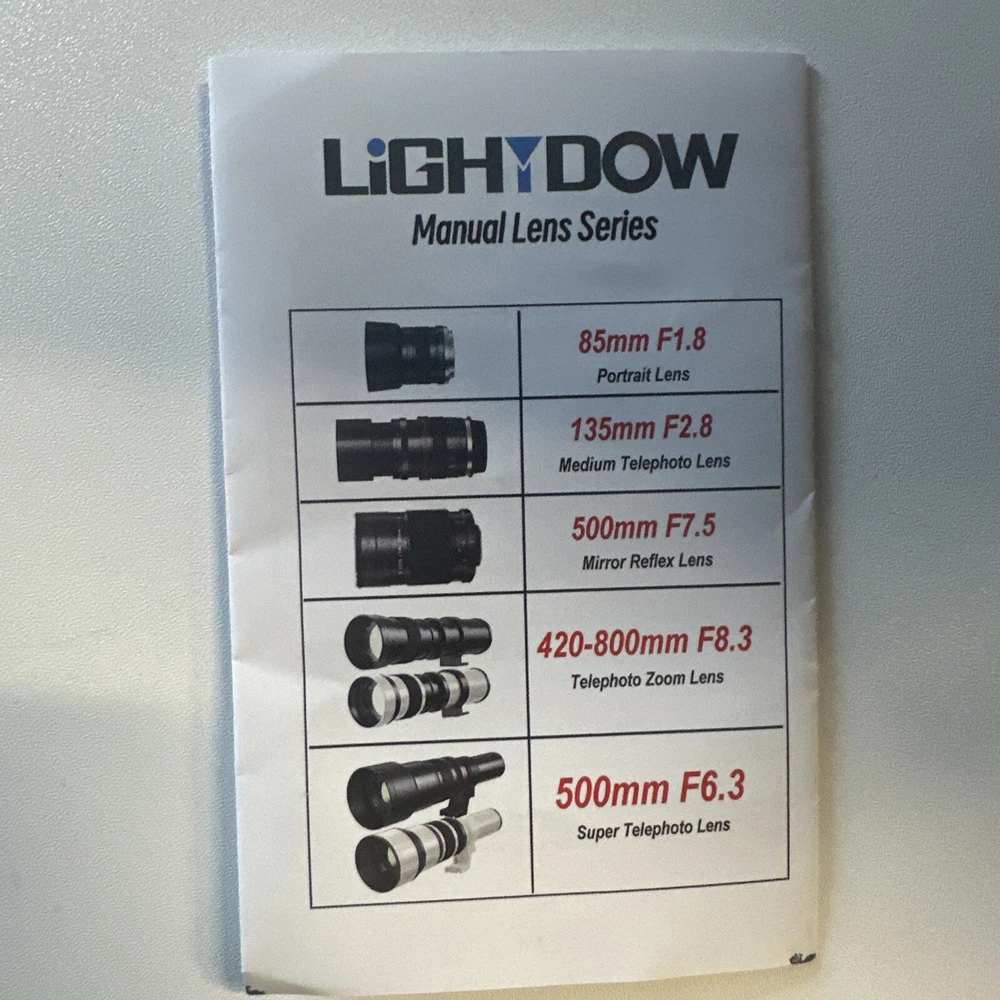 LiGHTDOW
Manual Lens Series
85mm F1.8
Portrait Lens
135mm F2.8
Medium Telephoto Lens
500mm F7.5
Mirror Reflex Lens
420-800mm F8.3
Telephoto Zoom Lens
500mm F6.3
Super Telephoto Lens